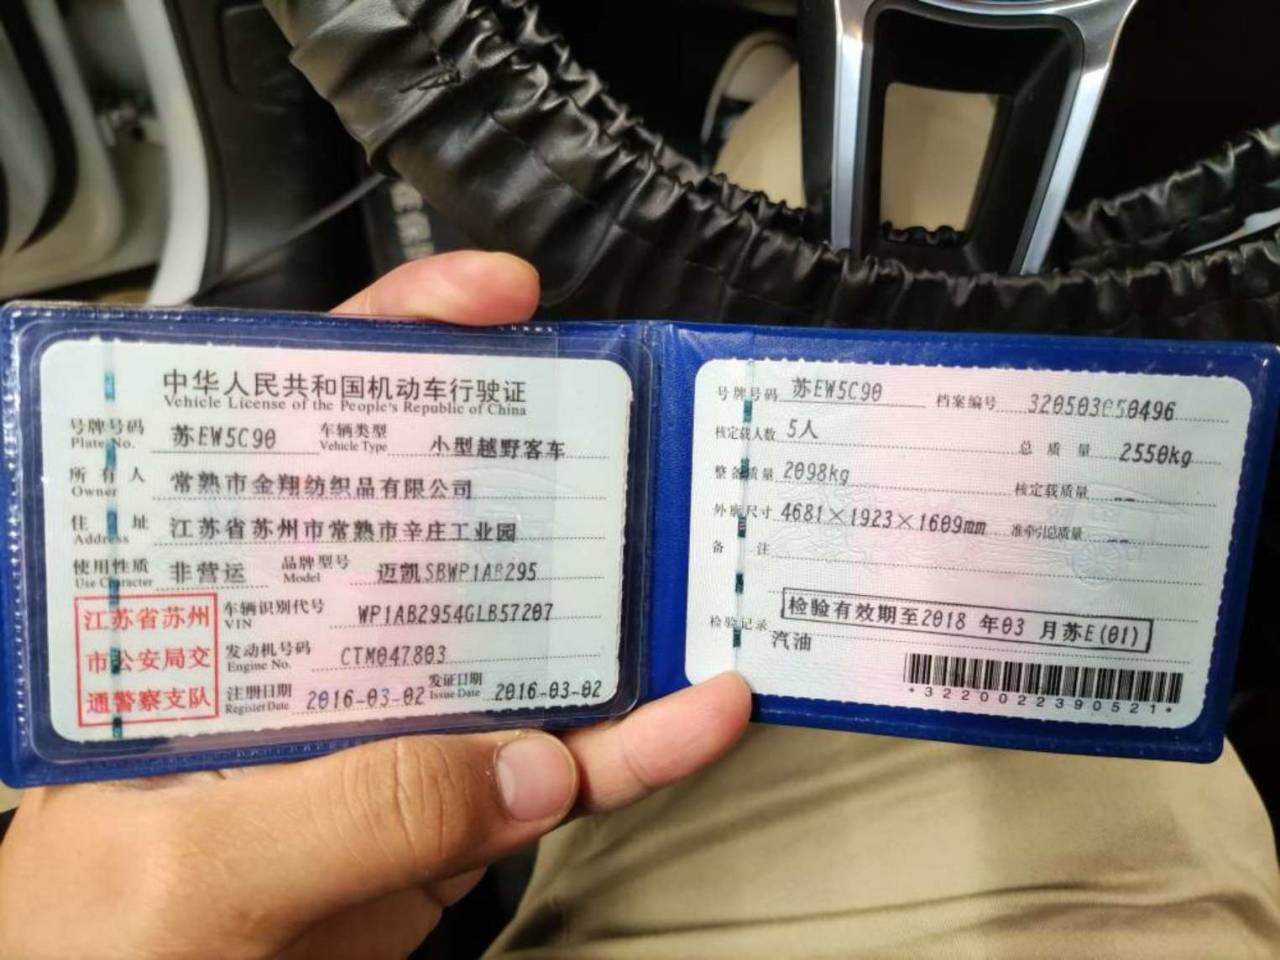 中华人民共和国机动车行驶证
Vehicle License of the People's Republic of China
号牌号码 苏EW5C90 车辆类型 小型越野客车
Plate No. Vehicle Type
所有人 常熟市金翔纺织品有限公司
Owner
住址 江苏省苏州市常熟市辛庄工业园
Address
使用性质 非营运 品牌型号 迈凯SBWP1AB295
Use Character Model
江苏省苏州
市公安局交
通警察支队
车辆识别代号 WP1AB2954GLB57207
VIN
发动机号码 CTM047803
Engine No.
注册日期 2016-03-02 发证日期 2016-03-02
Register Date Issue Date
号牌号码 苏EW5C90 档案编号 320503050496
核定载人数 5人 总质量 2550kg
整备质量 2098kg 核定载质量 --
外廓尺寸 4681×1923×1609mm 准牵引总质量 --
备注
检验有效期至2018年03月苏E(01)
检验记录
汽油
*3220022390521*